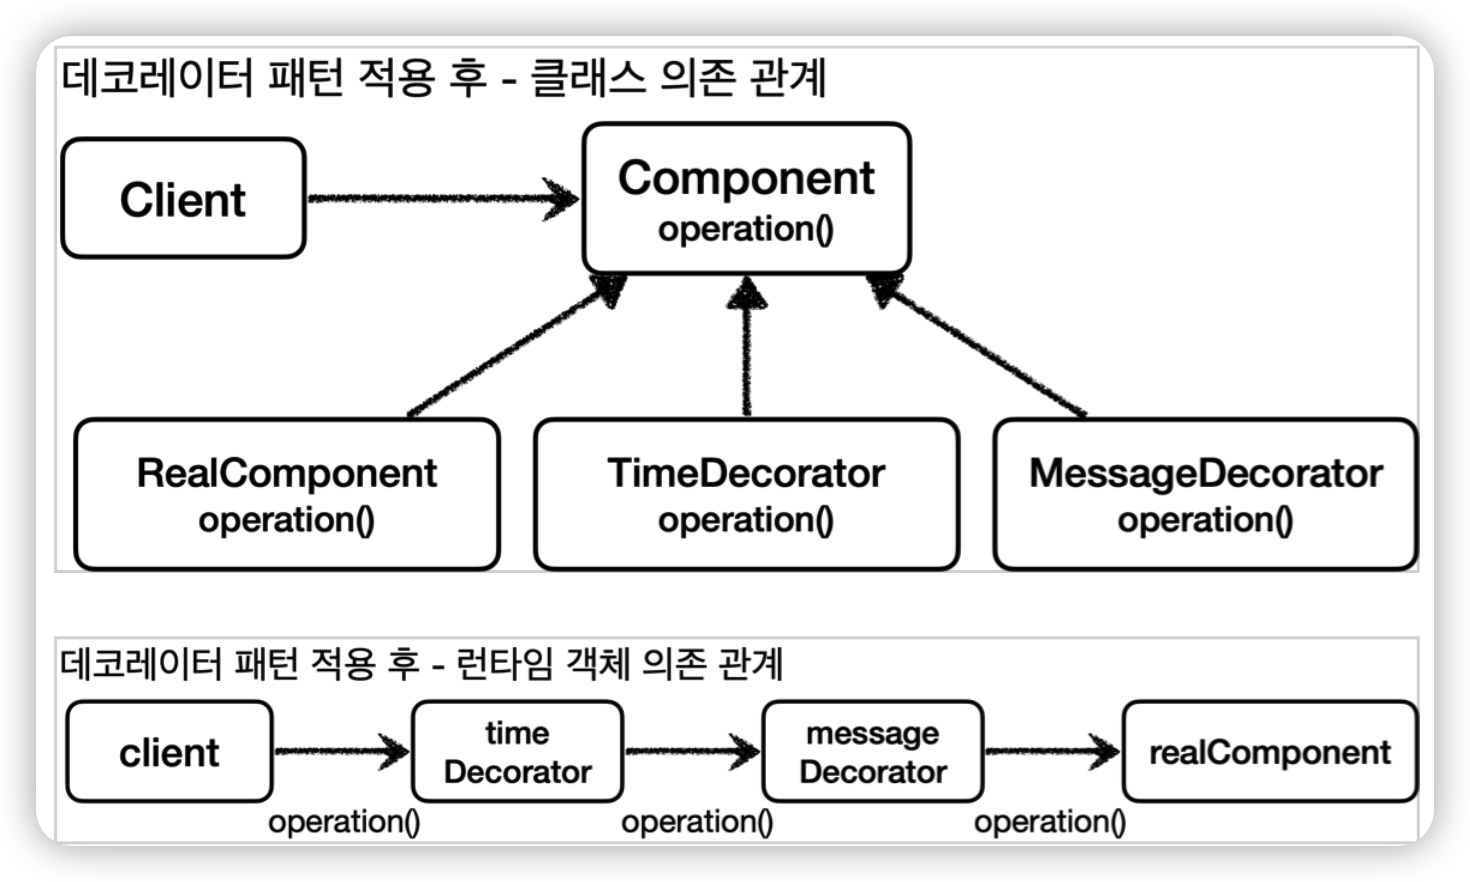 데코레이터 패턴 적용 후 - 클래스 의존 관계
Client
Component
operation()
RealComponent
operation()
TimeDecorator
operation()
MessageDecorator
operation()
데코레이터 패턴 적용 후 - 런타임 객체 의존 관계
client
time
Decorator
message
Decorator
realComponent
operation()
operation()
operation()